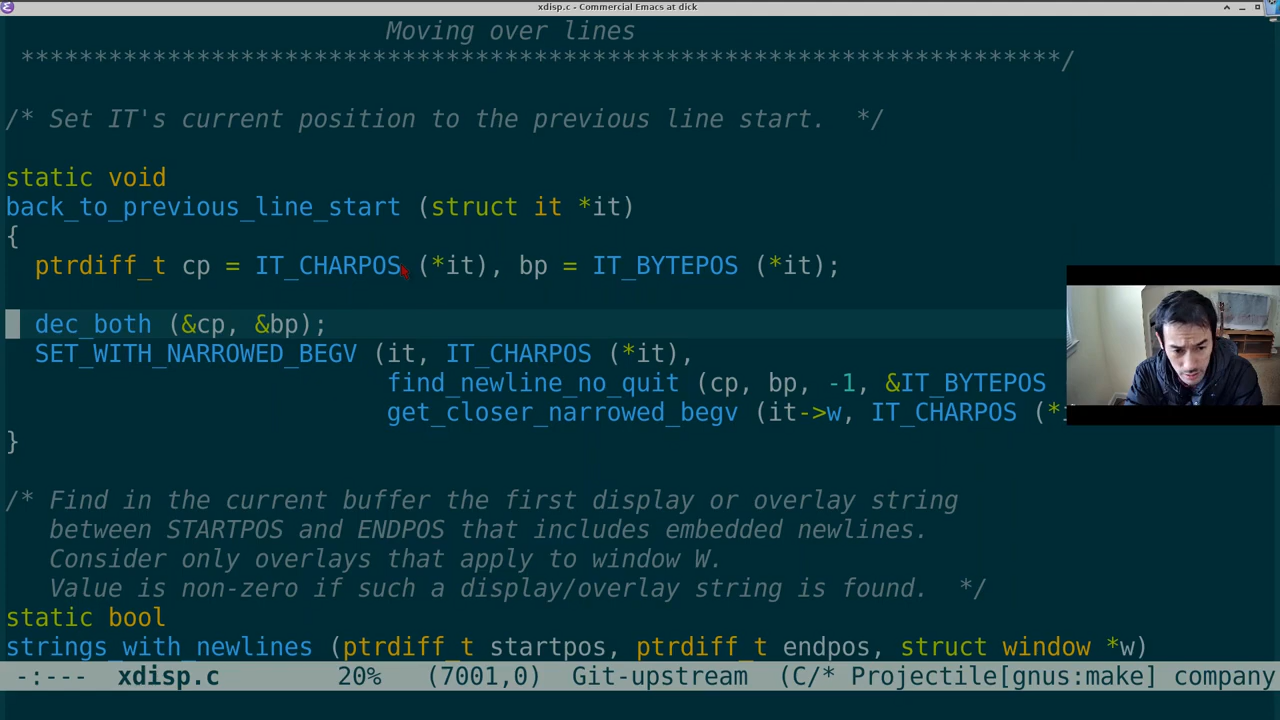 xdisp.c - Commercial Emacs at dick
Moving over lines
************************************************************************/
/* Set IT's current position to the previous line start.  */
static void
back_to_previous_line_start (struct it *it)
{
ptrdiff_t cp = IT_CHARPOS (*it), bp = IT_BYTEPOS (*it);
dec_both (&cp, &bp);
SET_WITH_NARROWED_BEGV (it, IT_CHARPOS (*it),
find_newline_no_quit (cp, bp, -1, &IT_BYTEPOS
get_closer_narrowed_begv (it->w, IT_CHARPOS (*i
}
/* Find in the current buffer the first display or overlay string
between STARTPOS and ENDPOS that includes embedded newlines.
Consider only overlays that apply to window W.
Value is non-zero if such a display/overlay string is found.  */
static bool
strings_with_newlines (ptrdiff_t startpos, ptrdiff_t endpos, struct window *w)
-:--- xdisp.c 20% (7001,0) Git-upstream (C/* Projectile[gnus:make] company